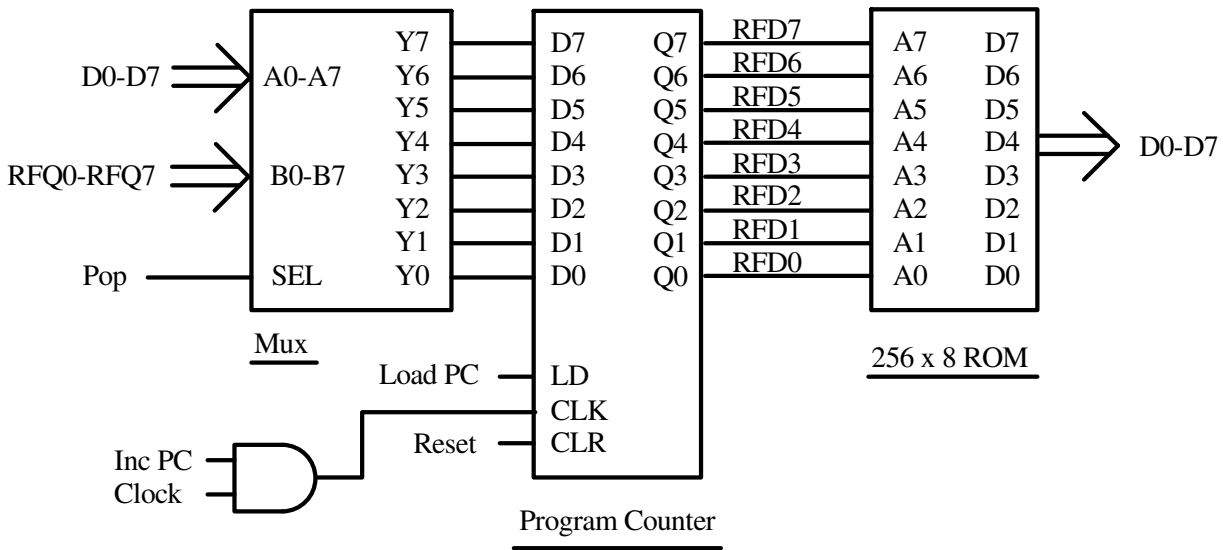 Y7 D7 Q7 RFD7 A7 D7
D0-D7 A0-A7 Y6 D6 Q6 RFD6 A6 D6
Y5 D5 Q5 RFD5 A5 D5
Y4 D4 Q4 RFD4 A4 D4 D0-D7
RFQ0-RFQ7 B0-B7 Y3 D3 Q3 RFD3 A3 D3
Y2 D2 Q2 RFD2 A2 D2
Y1 D1 Q1 RFD1 A1 D1
Pop SEL Y0 D0 Q0 RFD0 A0 D0
Mux
256 x 8 ROM
Load PC LD
CLK
Reset CLR
Inc PC
Clock
Program Counter